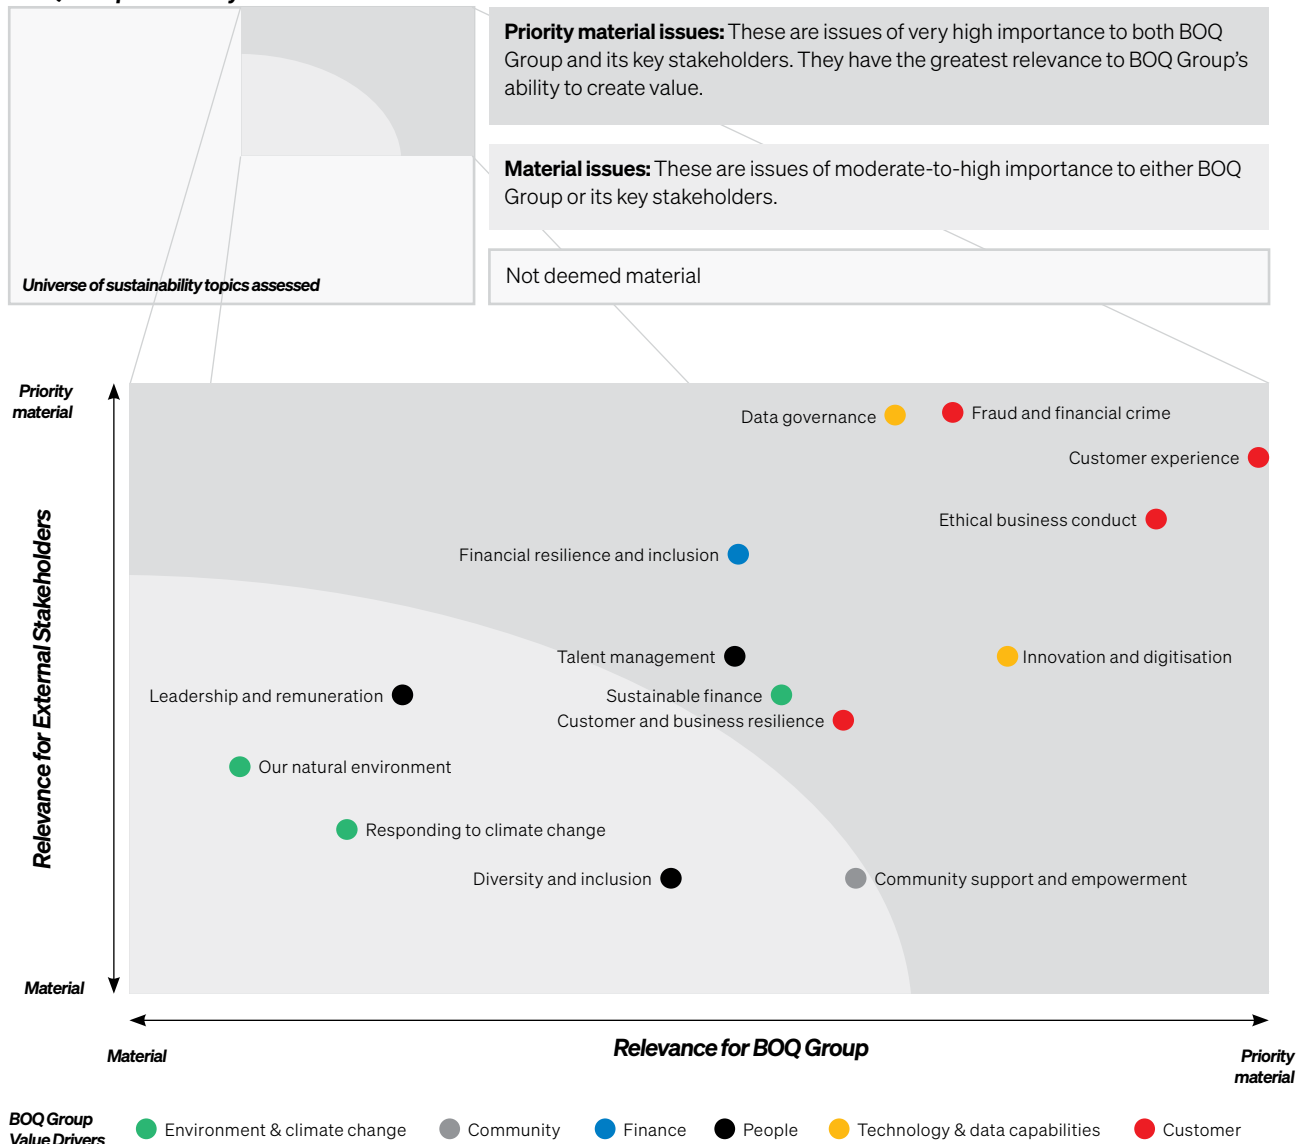 Priority material issues: These are issues of very high importance to both BOQ
Group and its key stakeholders. They have the greatest relevance to BOQ Group's
ability to create value.
Material issues: These are issues of moderate-to-high importance to either BOQ
Group or its key stakeholders.
Universe of sustainability topics assessed
Not deemed material
Priority
material
Data governance
Fraud and financial crime
Customer experience
Ethical business conduct
Financial resilience and inclusion
Talent management
Innovation and digitisation
Leadership and remuneration
Sustainable finance
Customer and business resilience
Our natural environment
Responding to climate change
Diversity and inclusion
Community support and empowerment
Relevance for External Stakeholders
Material
Material
Relevance for BOQ Group
Priority
material
BOQ Group
Value Drivers
Environment & climate change
Community
Finance
People
Technology & data capabilities
Customer